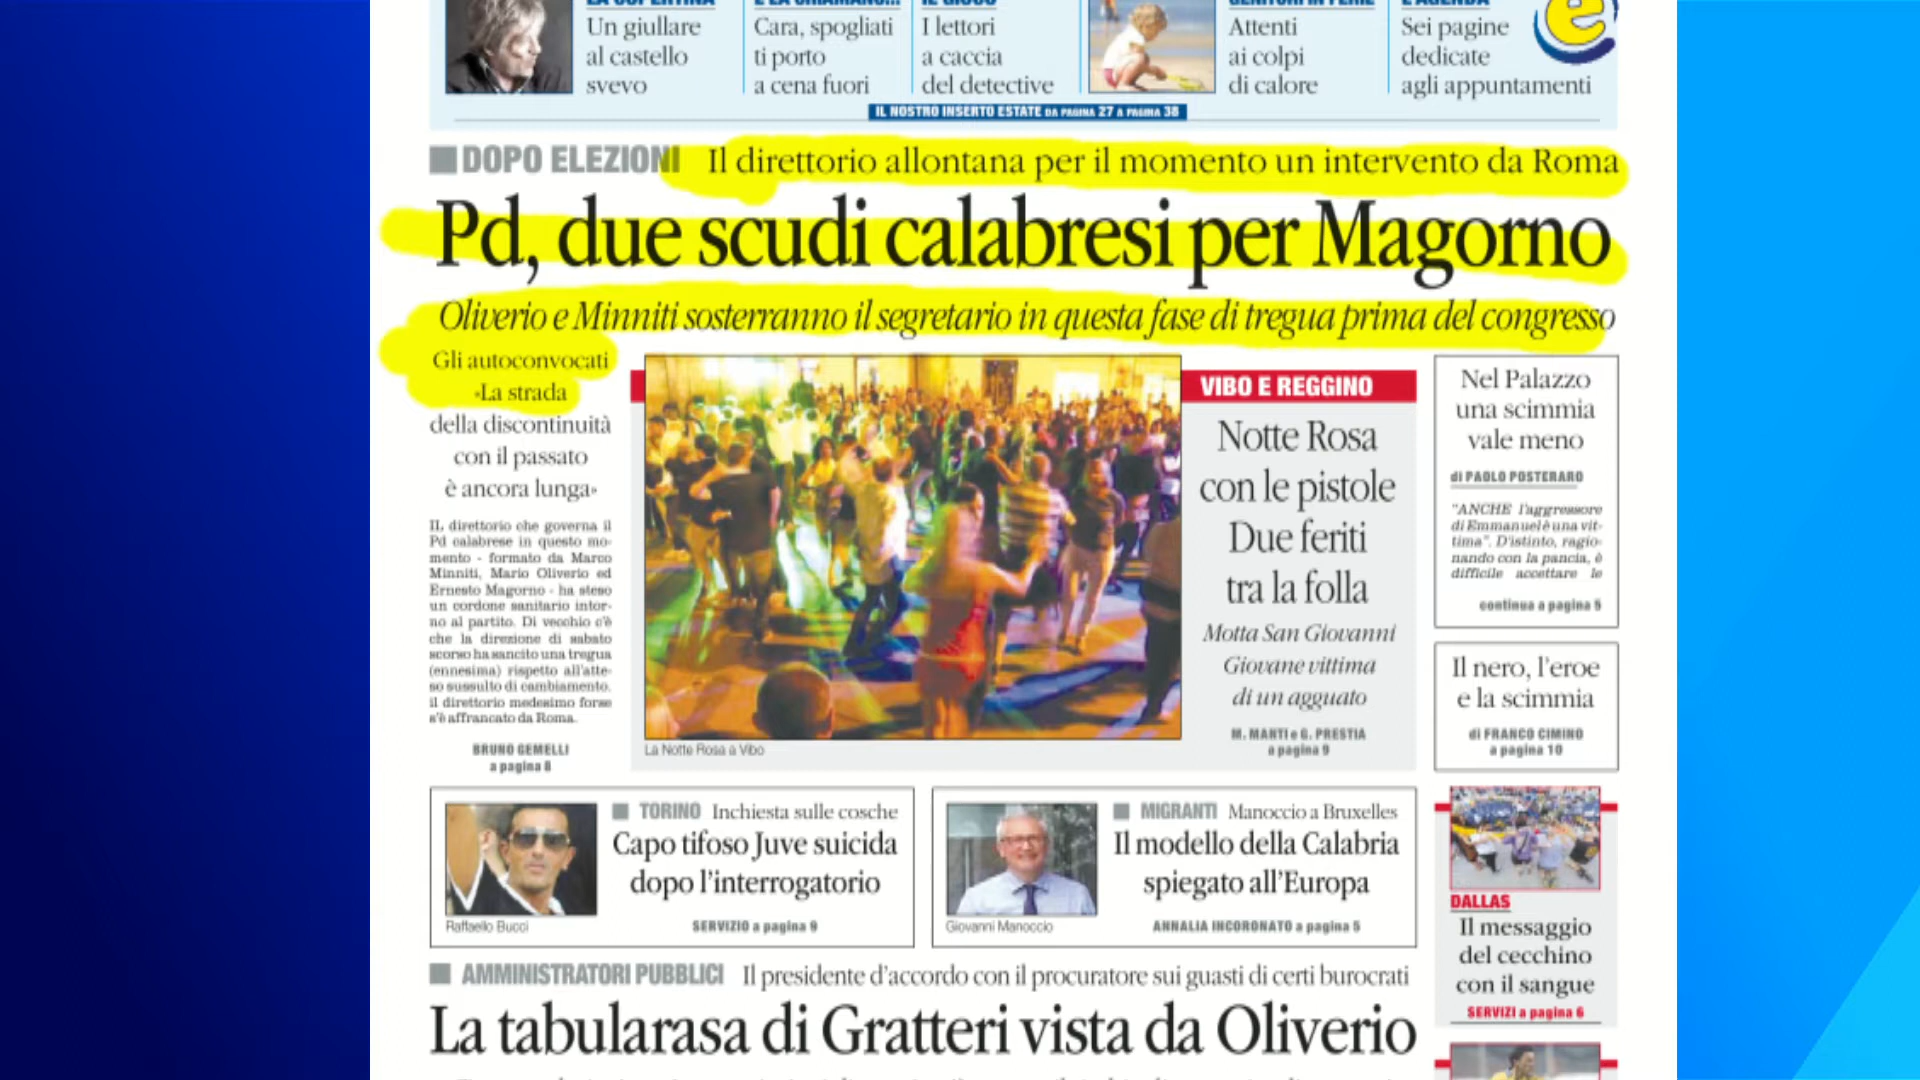 Un giullare
al castello
svevo
Cara, spogliati
ti porto
a cena fuori
I lettori
a caccia
del detective
Attenti
ai colpi
di calore
Sei pagine
dedicate
agli appuntamenti
e
IL NOSTRO INSERTO ESTATE DA PAGINA 27 A PAGINA 38
DOPO ELEZIONI Il direttorio allontana per il momento un intervento da Roma
Pd, due scudi calabresi per Magorno
Oliverio e Minniti sosterranno il segretario in questa fase di tregua prima del congresso
Gli autoconvocati
«La strada
della discontinuità
con il passato
è ancora lunga»
IL direttorio che governa il
Pd calabrese in questo mo-
mento - formato da Marco
Minniti, Mario Oliverio ed
Ernesto Magorno - ha steso
un cordone sanitario intor-
no al partito. Di vecchio c'è
che la direzione di sabato
scorso ha sancito una tregua
(ennesima) rispetto all'atte-
so sussulto di cambiamento.
il direttorio medesimo forse
s'è affrancato da Roma.
BRUNO GEMELLI
a pagina 8
La Notte Rosa a Vibo
VIBO E REGGINO
Notte Rosa
con le pistole
Due feriti
tra la folla
Motta San Giovanni
Giovane vittima
di un agguato
M. MANTI e G. PRESTIA
a pagina 9
Nel Palazzo
una scimmia
vale meno
di PAOLO POSTERARO
"ANCHE l'aggressore
di Emmanuel è una vit-
tima". D'istinto, ragio-
nando con la pancia, è
difficile accettare le
continua a pagina 5
Il nero, l'eroe
e la scimmia
di FRANCO CIMINO
a pagina 10
TORINO Inchiesta sulle cosche
Capo tifoso Juve suicida
dopo l'interrogatorio
SERVIZIO a pagina 9
Raffaello Bucci
MIGRANTI Manoccio a Bruxelles
Il modello della Calabria
spiegato all'Europa
ANNALIA INCORONATO a pagina 5
Giovanni Manoccio
DALLAS
Il messaggio
del cecchino
con il sangue
SERVIZI a pagina 6
AMMINISTRATORI PUBBLICI Il presidente d'accordo con il procuratore sui guasti di certi burocrati
La tabularasa di Gratteri vista da Oliverio